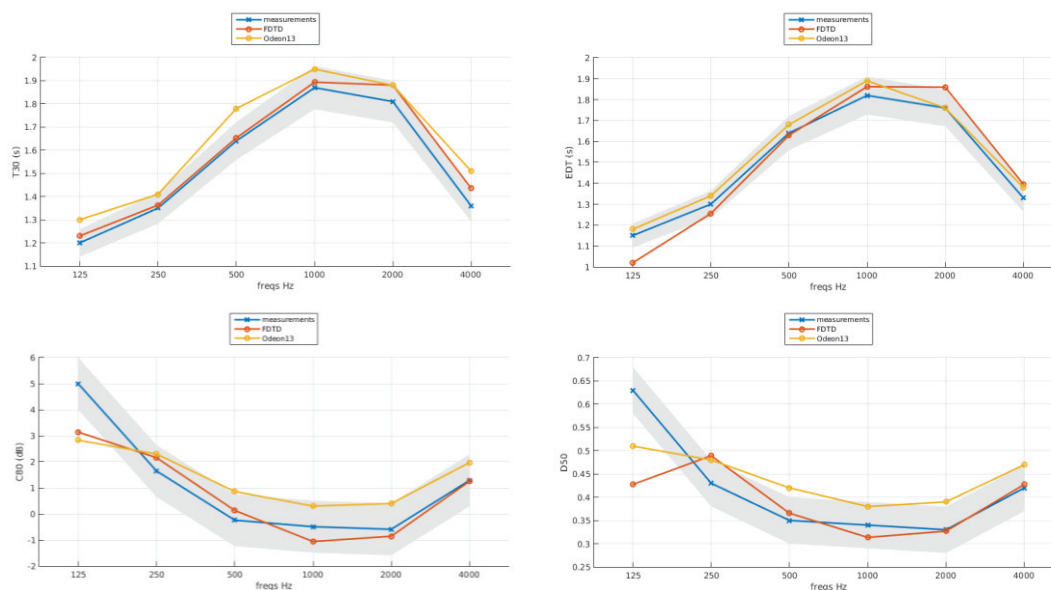 measurements
FDTD
Odeon13
T30 (s)
2
1.9
1.8
1.7
1.6
1.5
1.4
1.3
1.2
1.1
125 250 500 1000 2000 4000
freqs Hz
measurements
FDTD
Odeon13
EDT (s)
2
1.9
1.8
1.7
1.6
1.5
1.4
1.3
1.2
1.1
1
125 250 500 1000 2000 4000
freqs Hz
measurements
FDTD
Odeon13
C80 (dB)
6
5
4
3
2
1
0
-1
-2
125 250 500 1000 2000 4000
freqs Hz
measurements
FDTD
Odeon13
D50
0.7
0.65
0.6
0.55
0.5
0.45
0.4
0.35
0.3
0.25
125 250 500 1000 2000 4000
freqs Hz